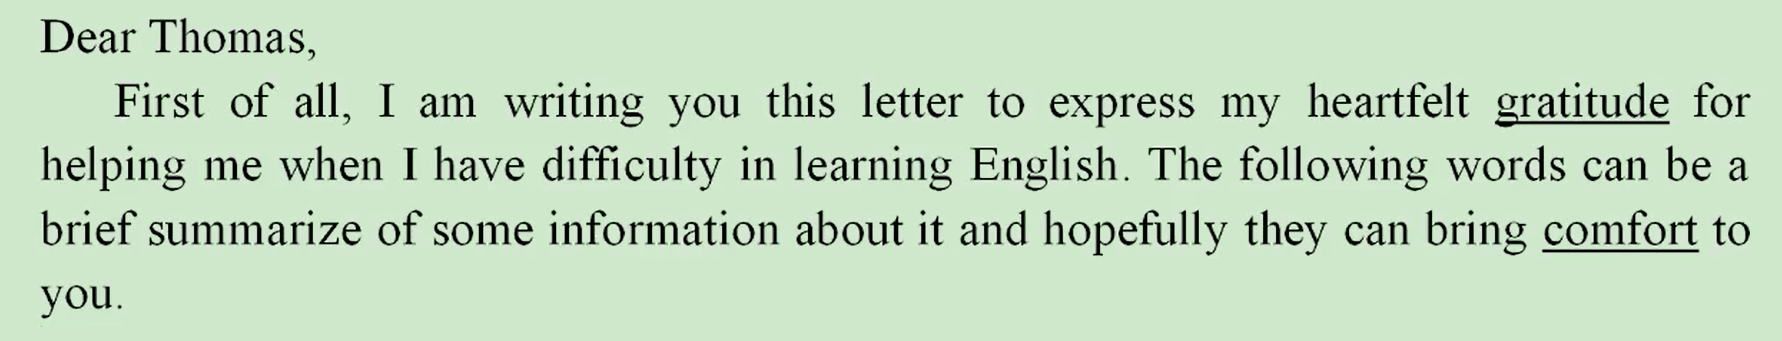 Dear Thomas,
First of all, I am writing you this letter to express my heartfelt gratitude for
helping me when I have difficulty in learning English. The following words can be a
brief summarize of some information about it and hopefully they can bring comfort to
you.